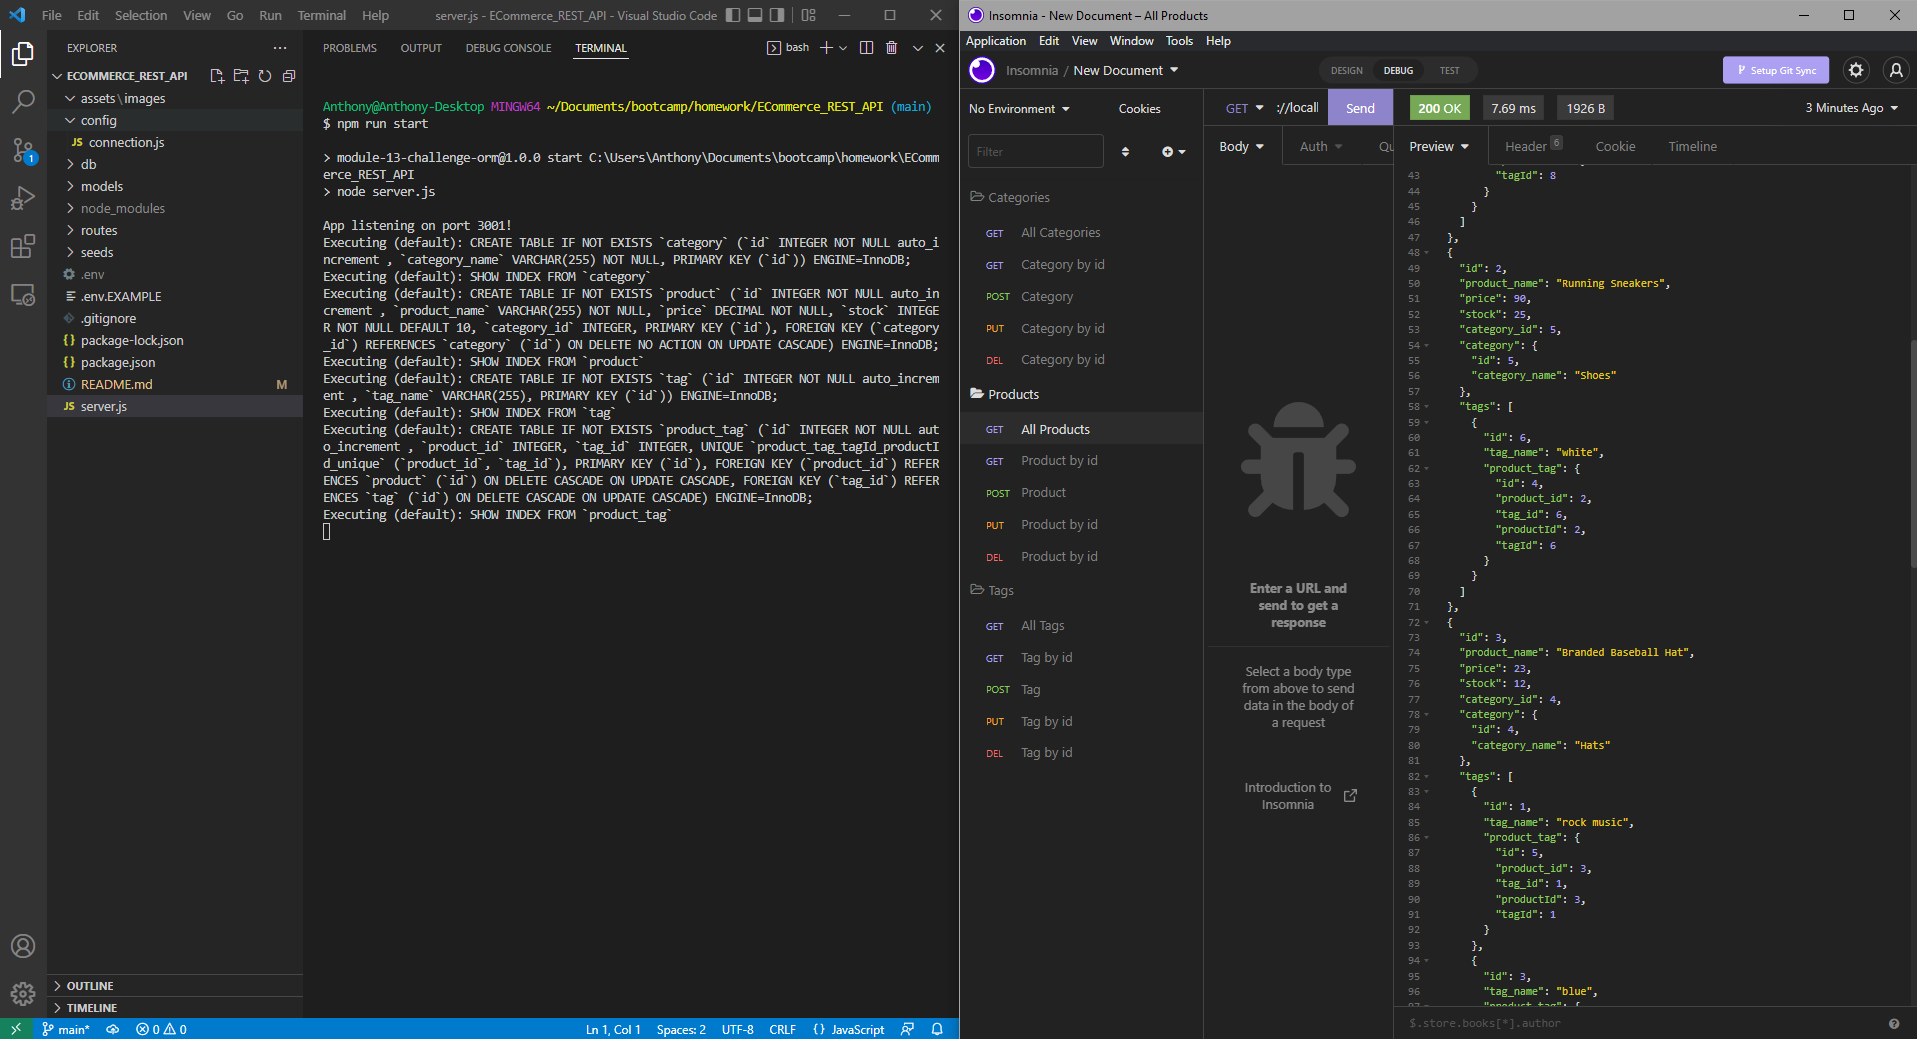 File Edit Selection View Go Run Terminal Help server.js - ECommerce_REST_API - Visual Studio Code
EXPLORER
ECOMMERCE_REST_API
assets\images
config
JS connection.js
db
models
node_modules
routes
seeds
.env
.env.EXAMPLE
.gitignore
{} package-lock.json
{} package.json
README.md M
JS server.js
OUTLINE
TIMELINE
1
PROBLEMS OUTPUT DEBUG CONSOLE TERMINAL bash
Anthony@Anthony-Desktop MINGW64 ~/Documents/bootcamp/homework/ECommerce_REST_API (main)
$ npm run start
> module-13-challenge-orm@1.0.0 start C:\Users\Anthony\Documents\bootcamp\homework\EComm
erce_REST_API
> node server.js
App listening on port 3001!
Executing (default): CREATE TABLE IF NOT EXISTS `category` (`id` INTEGER NOT NULL auto_i
ncrement , `category_name` VARCHAR(255) NOT NULL, PRIMARY KEY (`id`)) ENGINE=InnoDB;
Executing (default): SHOW INDEX FROM `category`
Executing (default): CREATE TABLE IF NOT EXISTS `product` (`id` INTEGER NOT NULL auto_in
crement , `product_name` VARCHAR(255) NOT NULL, `price` DECIMAL NOT NULL, `stock` INTEGE
R NOT NULL DEFAULT 10, `category_id` INTEGER, PRIMARY KEY (`id`), FOREIGN KEY (`category
_id`) REFERENCES `category` (`id`) ON DELETE NO ACTION ON UPDATE CASCADE) ENGINE=InnoDB;
Executing (default): SHOW INDEX FROM `product`
Executing (default): CREATE TABLE IF NOT EXISTS `tag` (`id` INTEGER NOT NULL auto_increm
ent , `tag_name` VARCHAR(255), PRIMARY KEY (`id`)) ENGINE=InnoDB;
Executing (default): SHOW INDEX FROM `tag`
Executing (default): CREATE TABLE IF NOT EXISTS `product_tag` (`id` INTEGER NOT NULL aut
o_increment , `product_id` INTEGER, `tag_id` INTEGER, UNIQUE `product_tag_tagId_productI
d_unique` (`product_id`, `tag_id`), PRIMARY KEY (`id`), FOREIGN KEY (`product_id`) REFER
ENCES `product` (`id`) ON DELETE CASCADE ON UPDATE CASCADE, FOREIGN KEY (`tag_id`) REFER
ENCES `tag` (`id`) ON DELETE CASCADE ON UPDATE CASCADE) ENGINE=InnoDB;
Executing (default): SHOW INDEX FROM `product_tag`
main* 0 0 Ln 1, Col 1 Spaces: 2 UTF-8 CRLF {} JavaScript
Insomnia - New Document – All Products
Application Edit View Window Tools Help
Insomnia / New Document DESIGN DEBUG TEST Setup Git Sync
No Environment Cookies
Filter
Categories
GET All Categories
GET Category by id
POST Category
PUT Category by id
DEL Category by id
Products
GET All Products
GET Product by id
POST Product
PUT Product by id
DEL Product by id
Tags
GET All Tags
GET Tag by id
POST Tag
PUT Tag by id
DEL Tag by id
GET ://locall Send
Body Auth Qu
Enter a URL and
send to get a
response
Select a body type
from above to send
data in the body of
a request
Introduction to
Insomnia
200 OK 7.69 ms 1926 B 3 Minutes Ago
Preview Header 6 Cookie Timeline
43 "tagId": 8
44 }
45 }
46 ]
47 },
48 {
49 "id": 2,
50 "product_name": "Running Sneakers",
51 "price": 90,
52 "stock": 25,
53 "category_id": 5,
54 "category": {
55 "id": 5,
56 "category_name": "Shoes"
57 },
58 "tags": [
59 {
60 "id": 6,
61 "tag_name": "white",
62 "product_tag": {
63 "id": 4,
64 "product_id": 2,
65 "tag_id": 6,
66 "productId": 2,
67 "tagId": 6
68 }
69 }
70 ]
71 },
72 {
73 "id": 3,
74 "product_name": "Branded Baseball Hat",
75 "price": 23,
76 "stock": 12,
77 "category_id": 4,
78 "category": {
79 "id": 4,
80 "category_name": "Hats"
81 },
82 "tags": [
83 {
84 "id": 1,
85 "tag_name": "rock music",
86 "product_tag": {
87 "id": 5,
88 "product_id": 3,
89 "tag_id": 1,
90 "productId": 3,
91 "tagId": 1
92 }
93 },
94 {
95 "id": 3,
96 "tag_name": "blue",
97 "product_tag": {
$.store.books[*].author